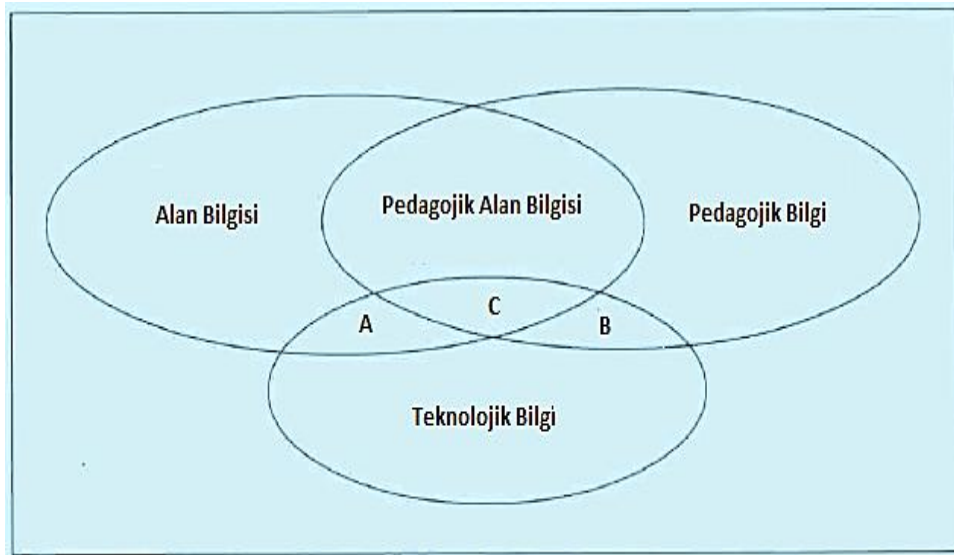 Alan Bilgisi
Pedagojik Alan Bilgisi
Pedagojik Bilgi
A
C
B
Teknolojik Bilgi